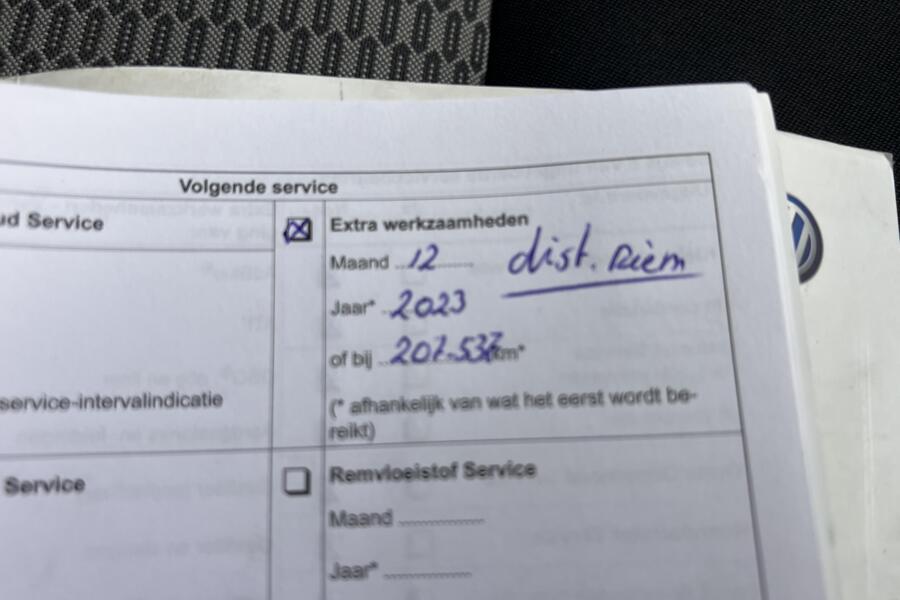 Volgende service
ud Service
Extra werkzaamheden
Maand 12 dist. Riem
Jaar* 2023
of bij 207.537 km*
service-intervalindicatie
(* afhankelijk van wat het eerst wordt be-
reikt)
Service
Remvloeistof Service
Maand
Jaar*